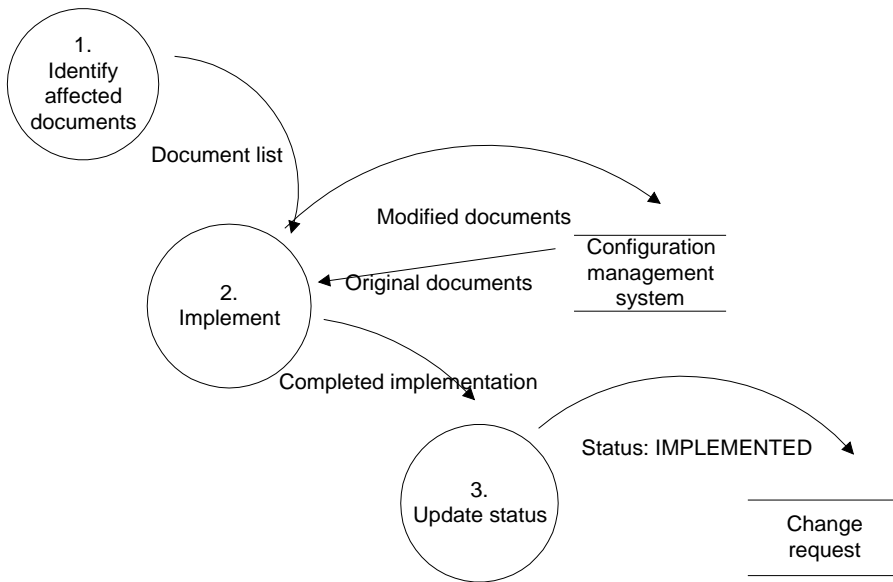 1.
Identify
affected
documents
Document list
Modified documents
Configuration
management
system
Original documents
2.
Implement
Completed implementation
Status: IMPLEMENTED
3.
Update status
Change
request